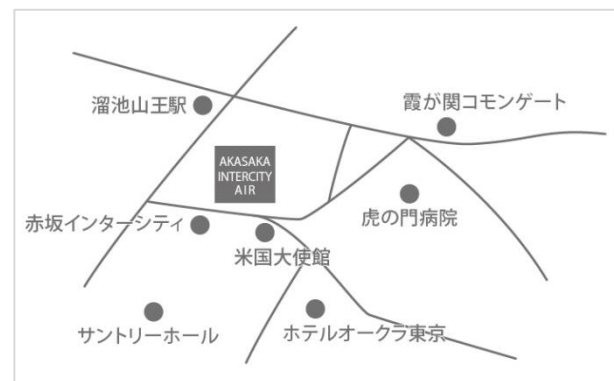 溜池山王駅
霞が関コモンゲート
AKASAKA
INTERCITY
AIR
赤坂インターシティ
虎の門病院
米国大使館
サントリーホール
ホテルオークラ東京